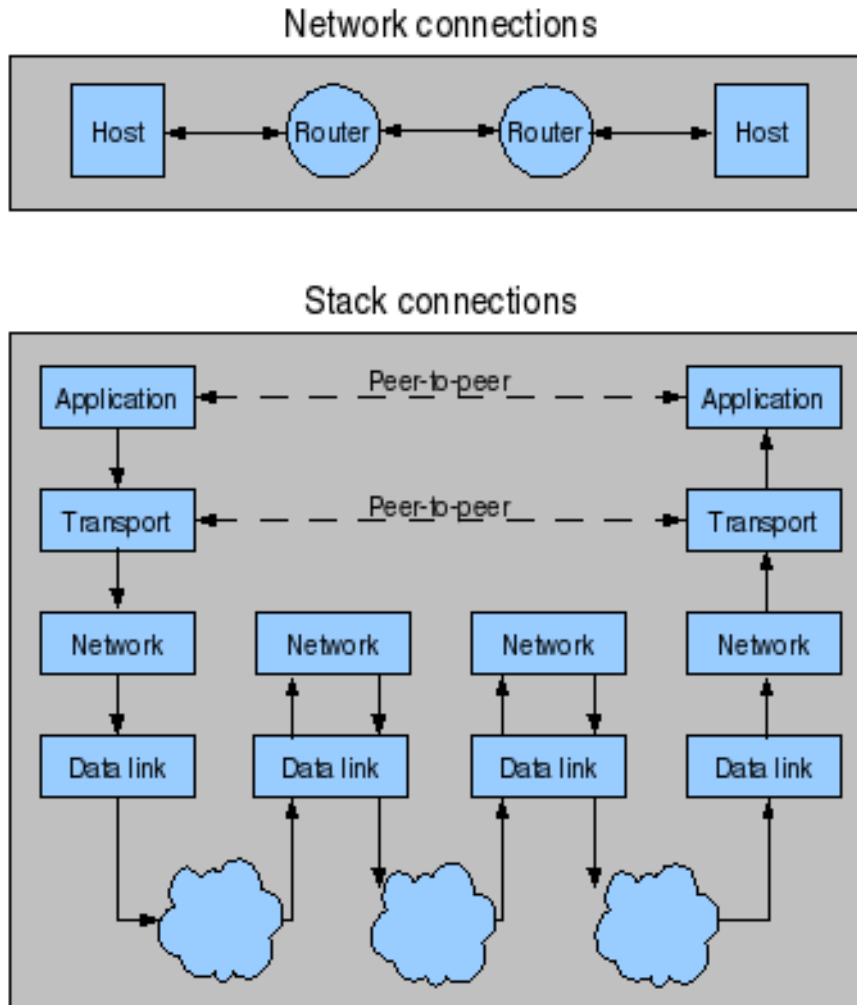 Network connections
Host Router Router Host
Stack connections
Application Peer-to-peer Application
Transport Peer-to-peer Transport
Network Network Network Network
Data link Data link Data link Data link